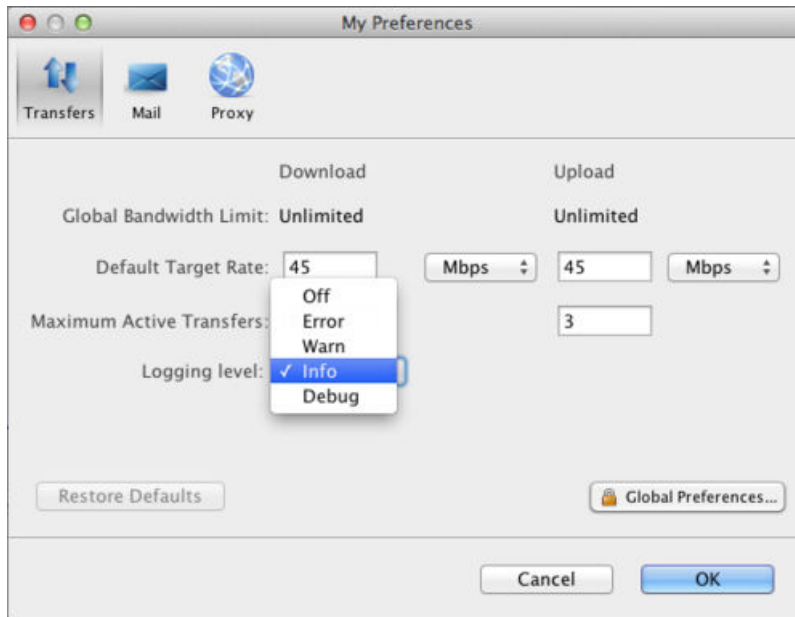 My Preferences
Transfers Mail Proxy
Download Upload
Global Bandwidth Limit: Unlimited Unlimited
Default Target Rate: 45 Mbps 45 Mbps
Off
Maximum Active Transfers: Error 3
Warn
Logging level: ✓ Info
Debug
Restore Defaults Global Preferences...
Cancel OK